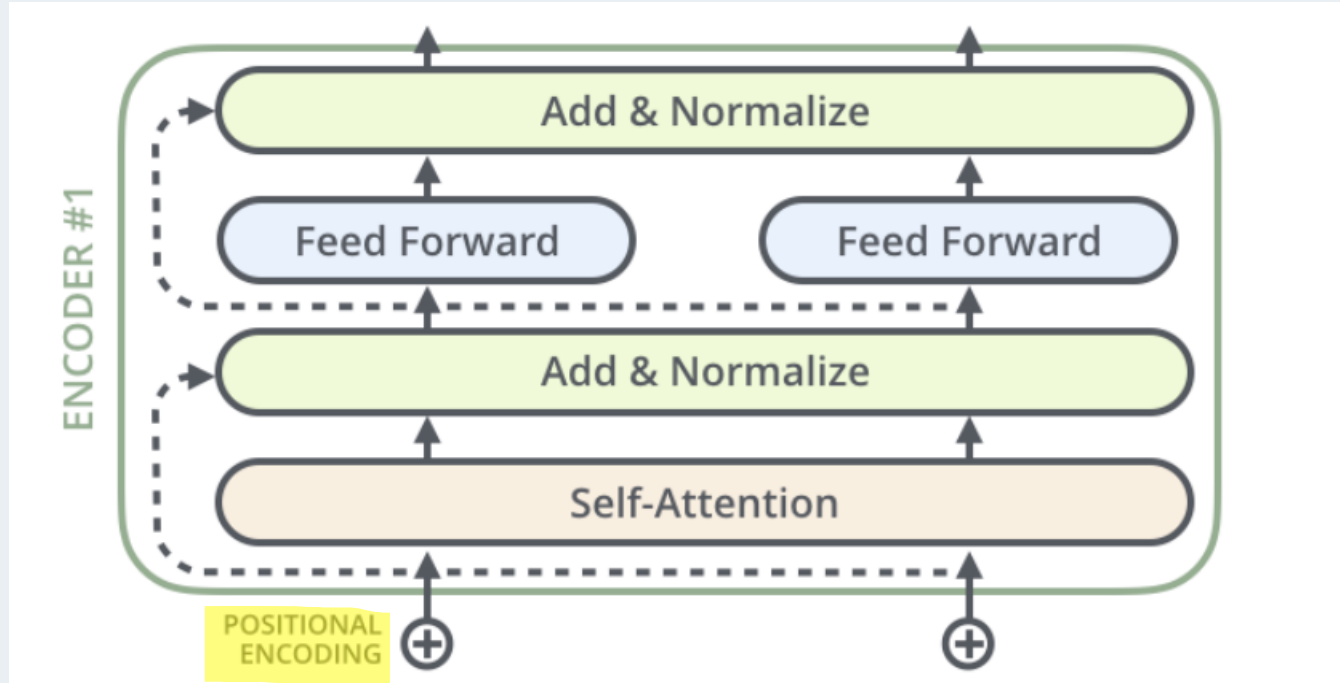 Add & Normalize
Feed Forward
Feed Forward
ENCODER #1
Add & Normalize
Self-Attention
POSITIONAL
ENCODING